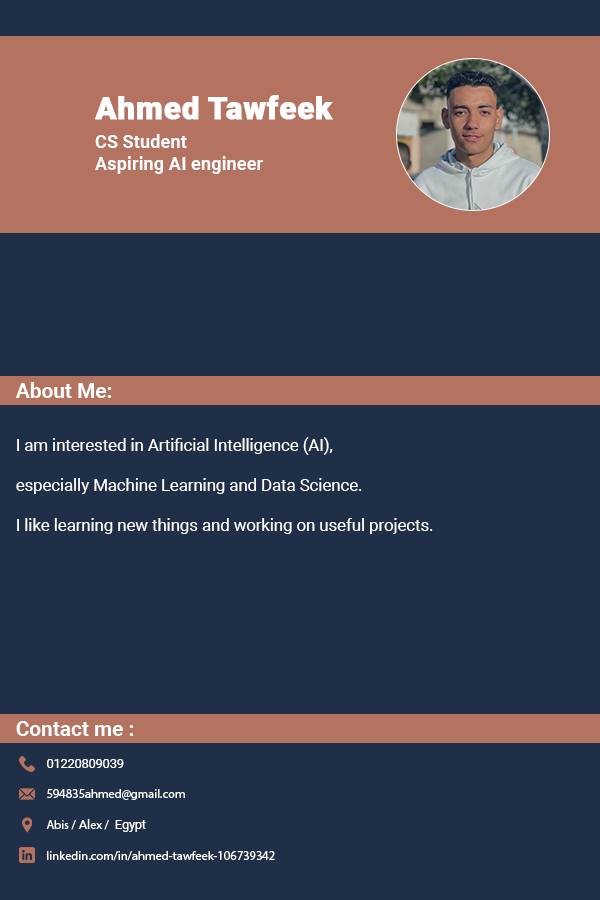 Ahmed Tawfeek
CS Student
Aspiring AI engineer
About Me:
I am interested in Artificial Intelligence (AI),
especially Machine Learning and Data Science.
I like learning new things and working on useful projects.
Contact me :
01220809039
594835ahmed@gmail.com
Abis / Alex /  Egypt
linkedin.com/in/ahmed-tawfeek-106739342